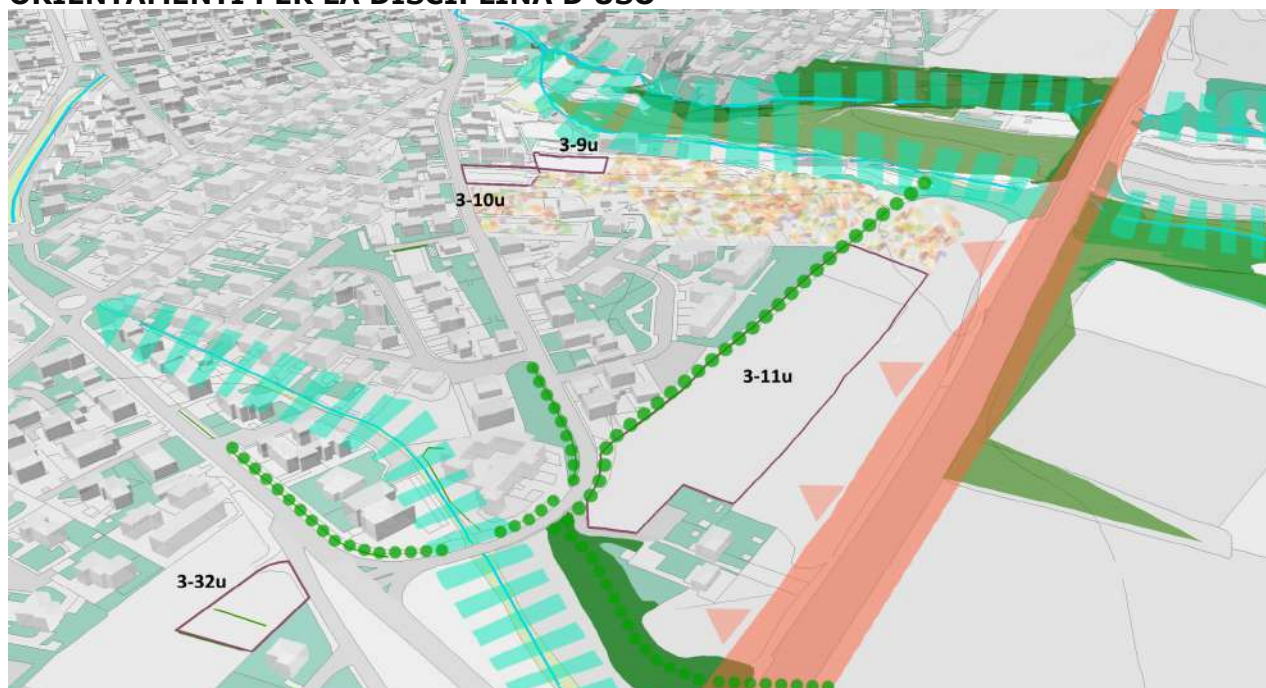 ORIENTAMENTI PER LA DISCIPLINA D'USO
3-9u
3-10u
3-11u
3-32u